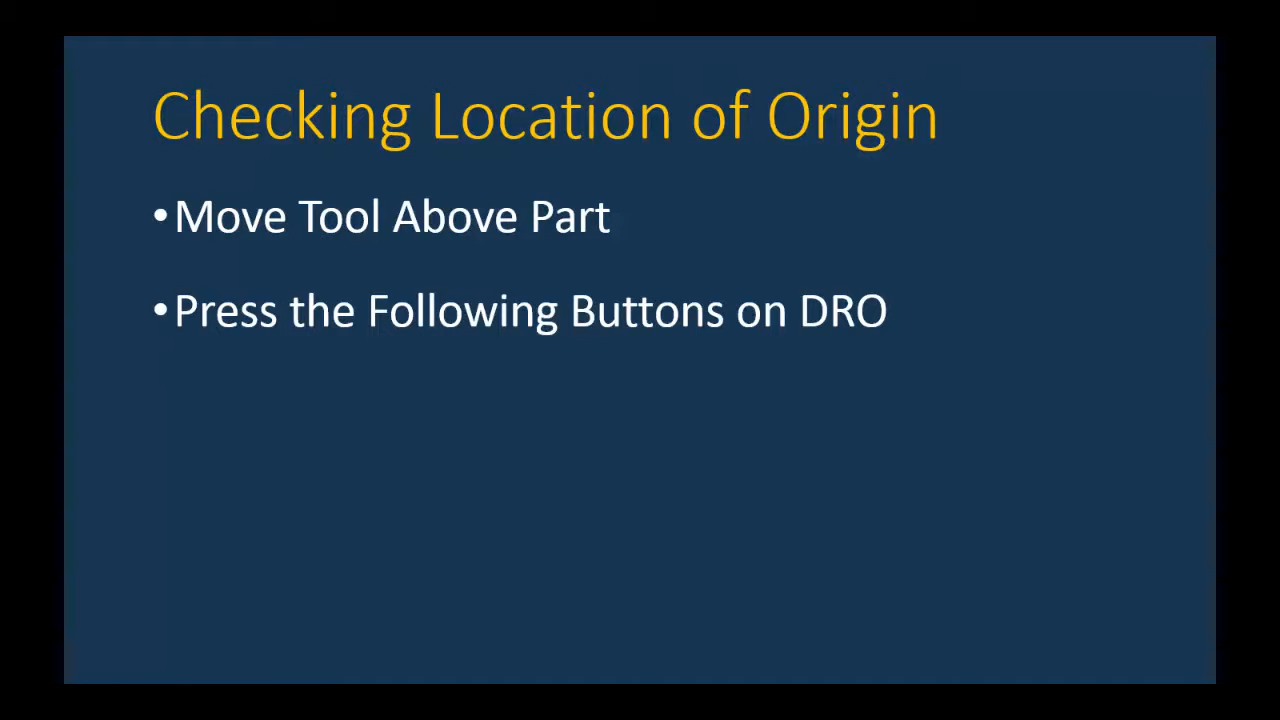 Checking Location of Origin
•Move Tool Above Part
•Press the Following Buttons on DRO